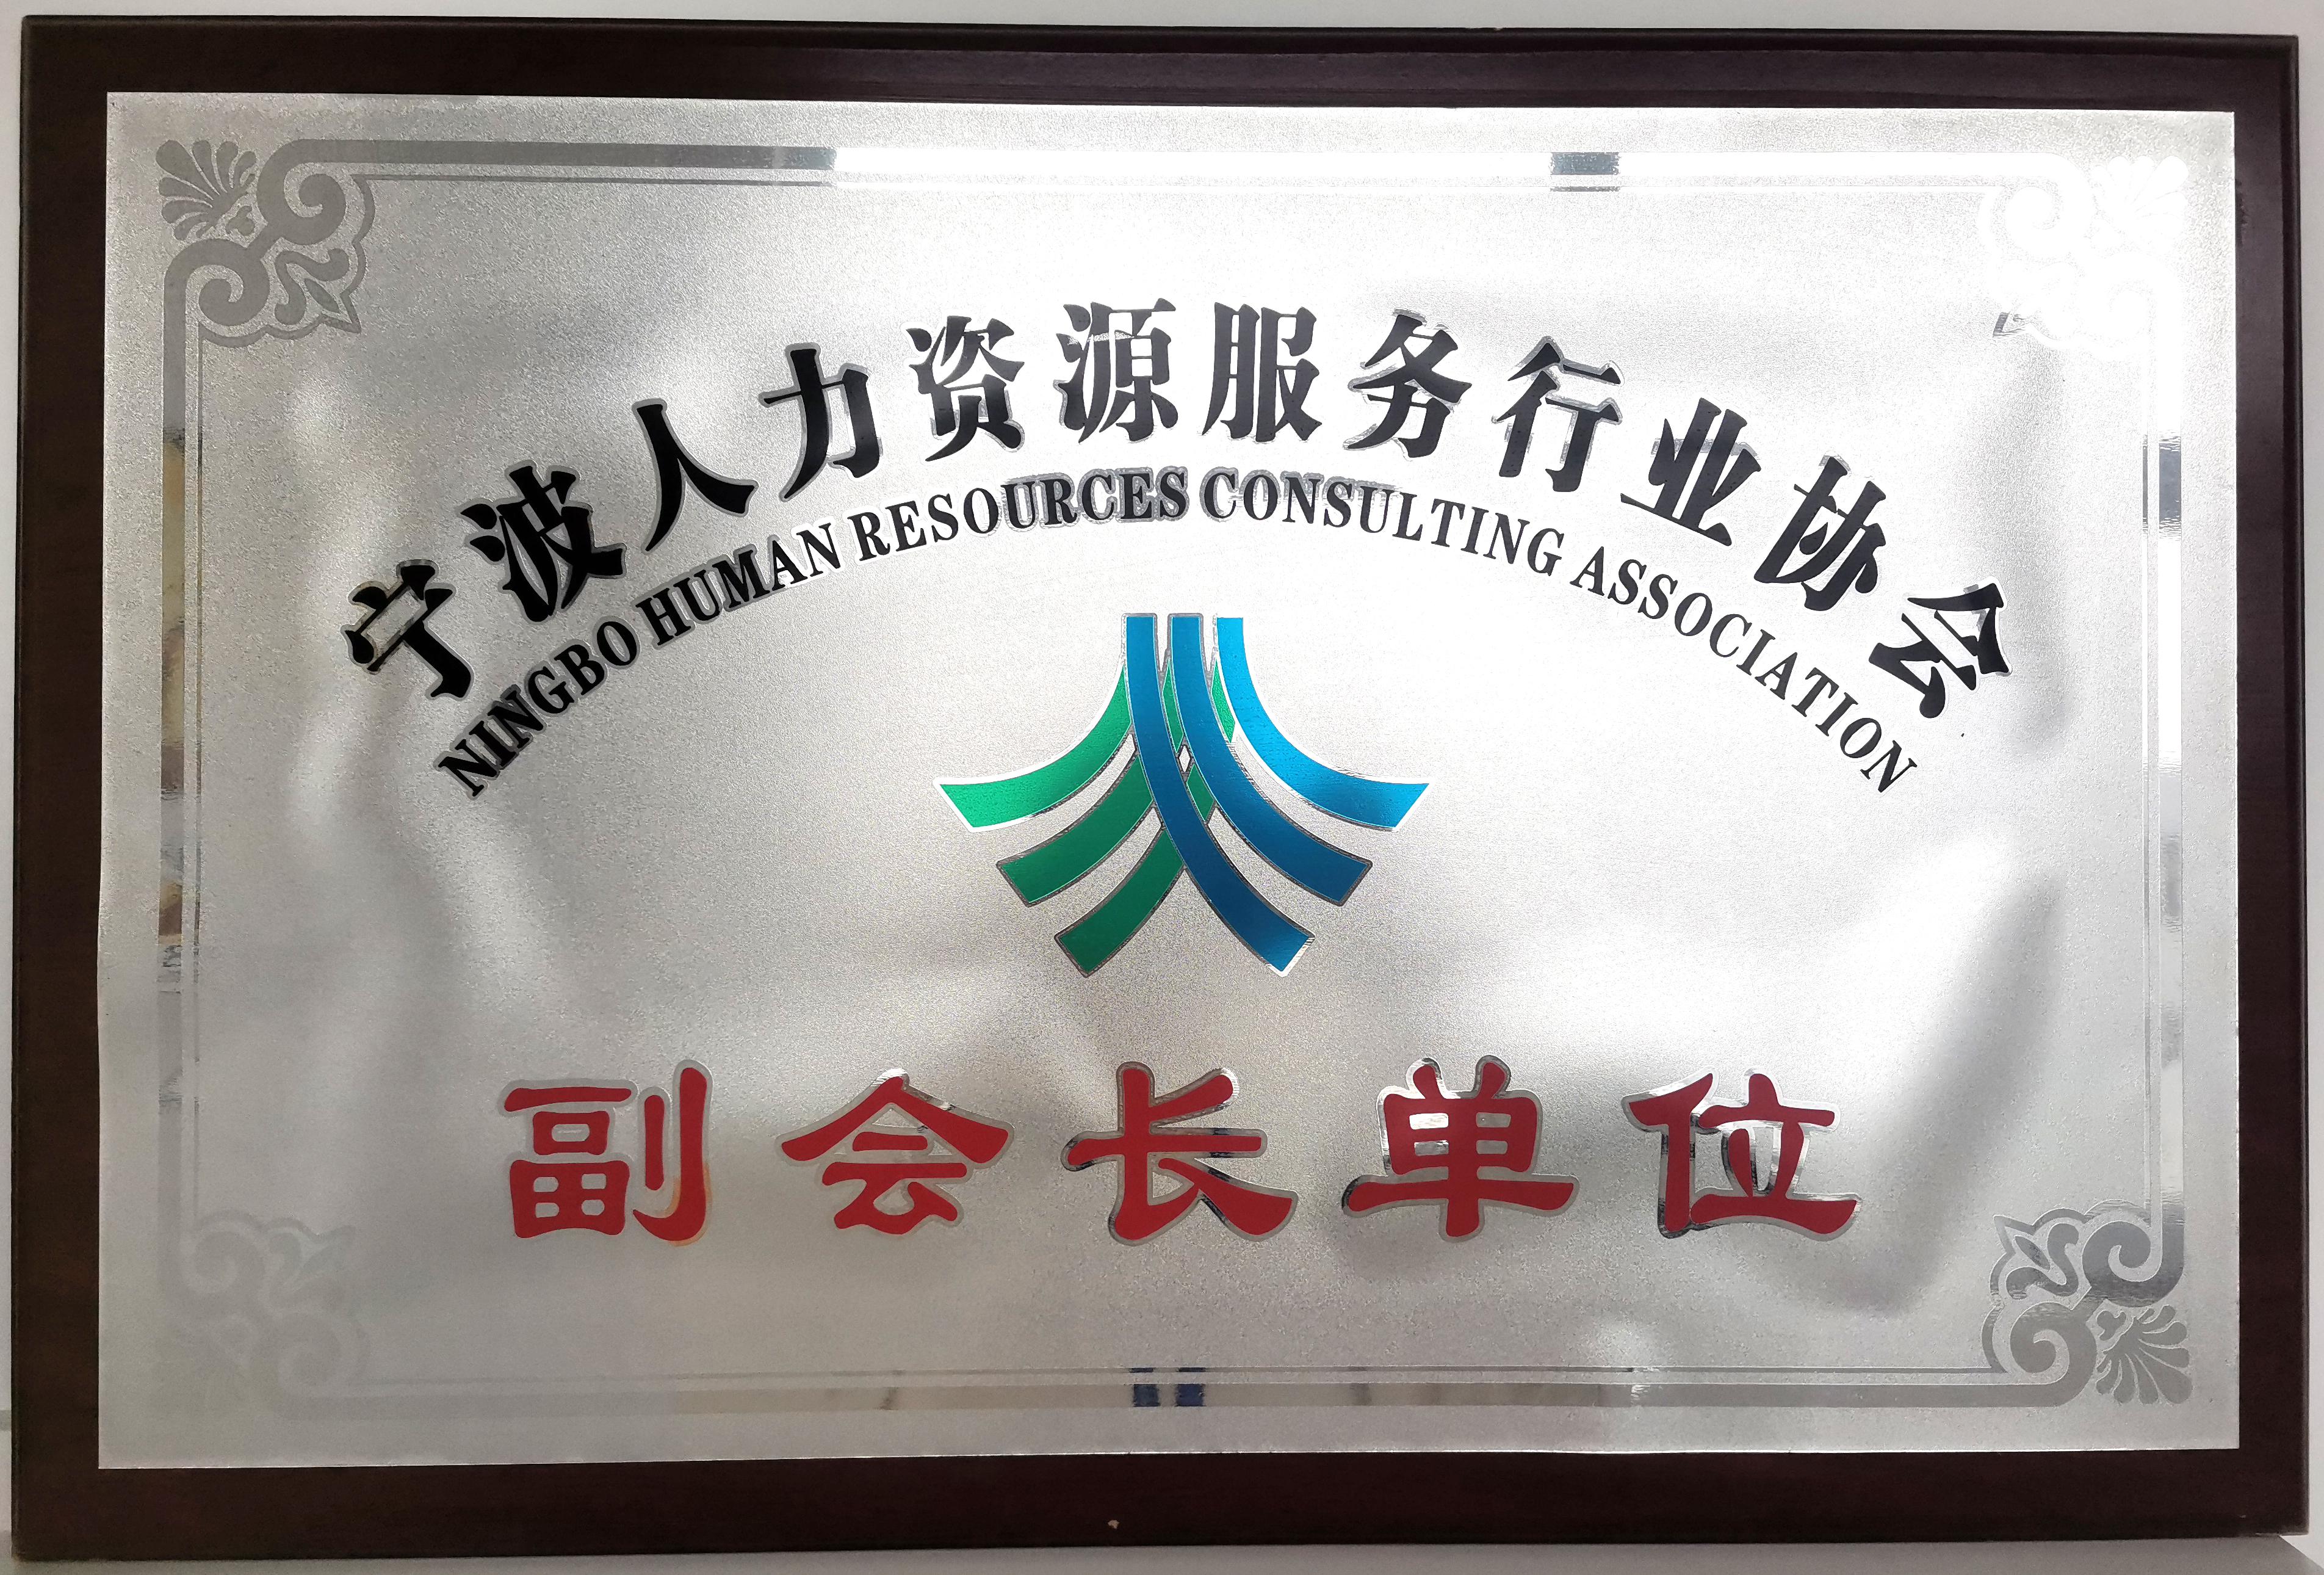 宁波人力资源服务行业协会
NINGBO HUMAN RESOURCES CONSULTING ASSOCIATION
副会长单位